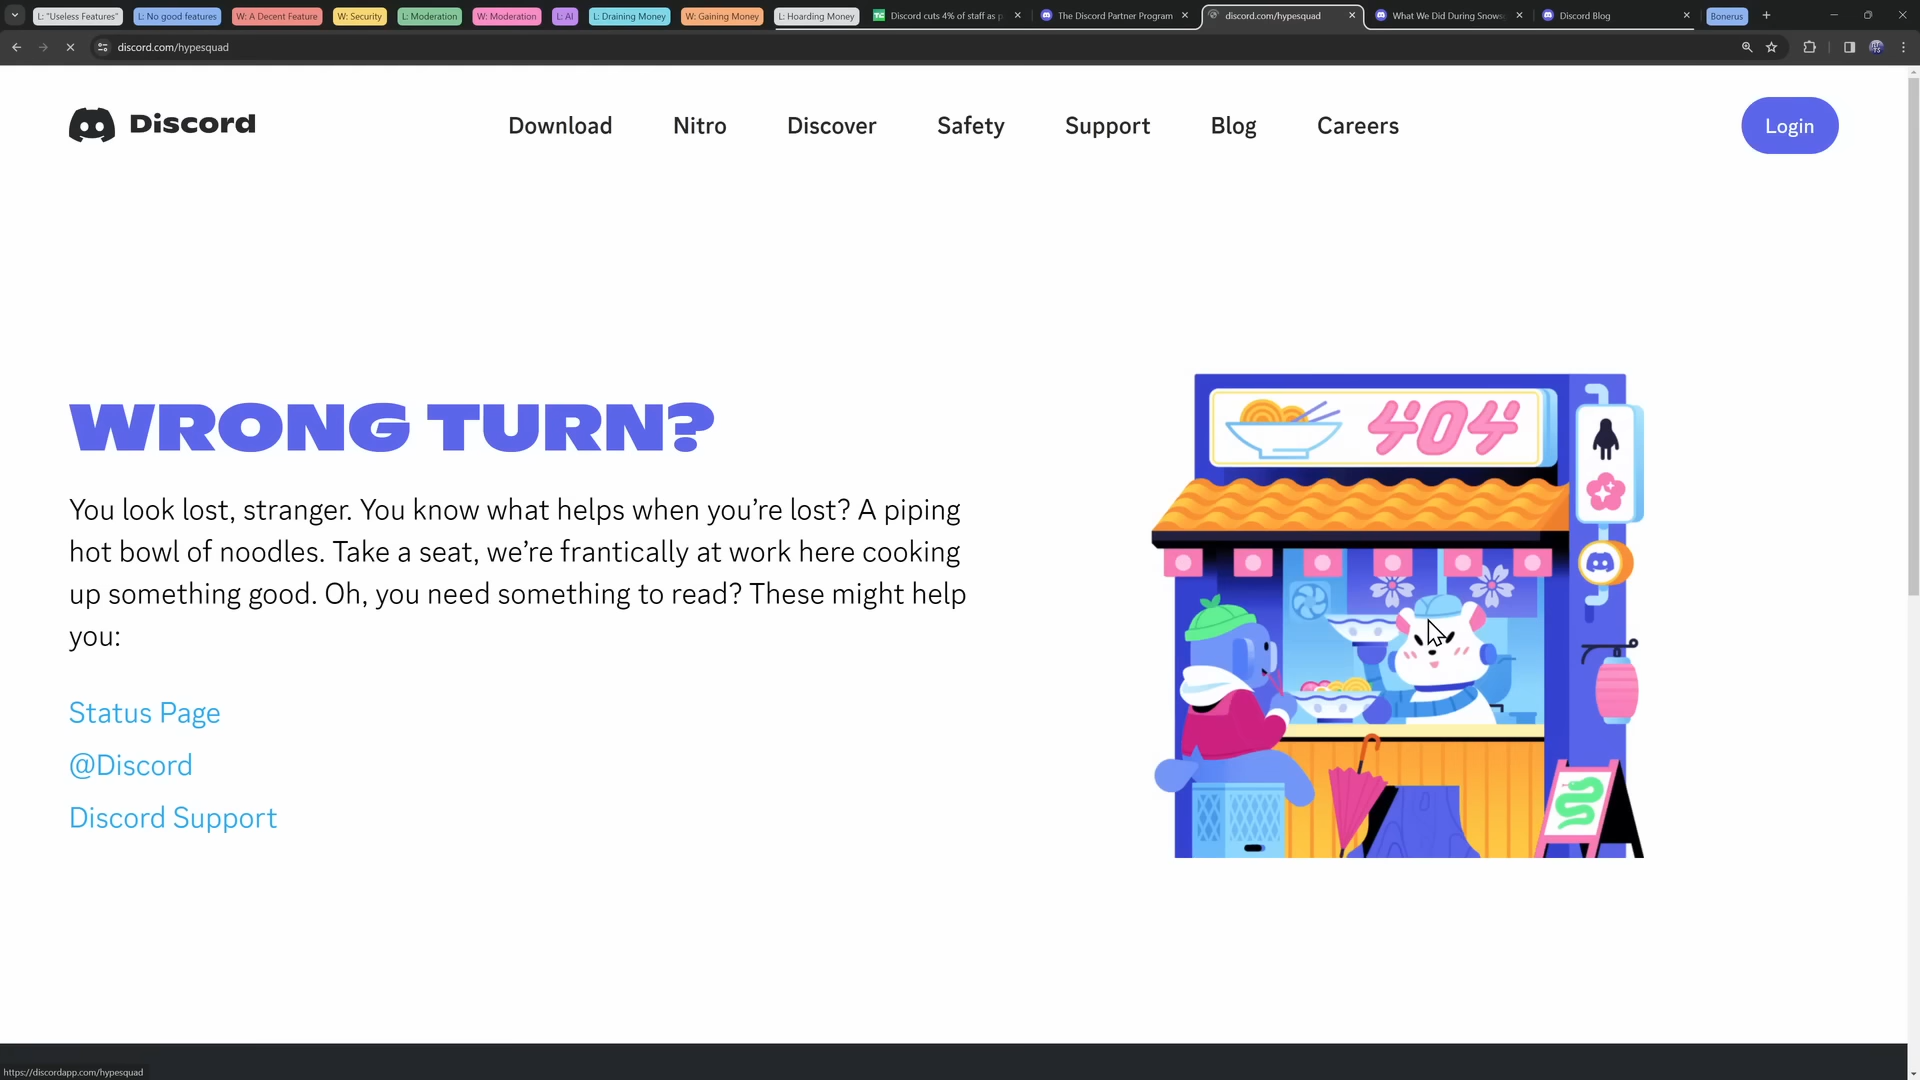 L: "Useless Features"
L: No good features
W: A Decent Feature
W: Security
L: Moderation
W: Moderation
L: AI
L: Draining Money
W: Gaining Money
L: Hoarding Money
Discord cuts 4% of staff as p
The Discord Partner Program
discord.com/hypesquad
What We Did During Snows
Discord Blog
Bonerus
discord.com/hypesquad
Discord
Download
Nitro
Discover
Safety
Support
Blog
Careers
Login
WRONG TURN?
You look lost, stranger. You know what helps when you’re lost? A piping
hot bowl of noodles. Take a seat, we’re frantically at work here cooking
up something good. Oh, you need something to read? These might help
you:
Status Page
@Discord
Discord Support
404
https://discordapp.com/hypesquad